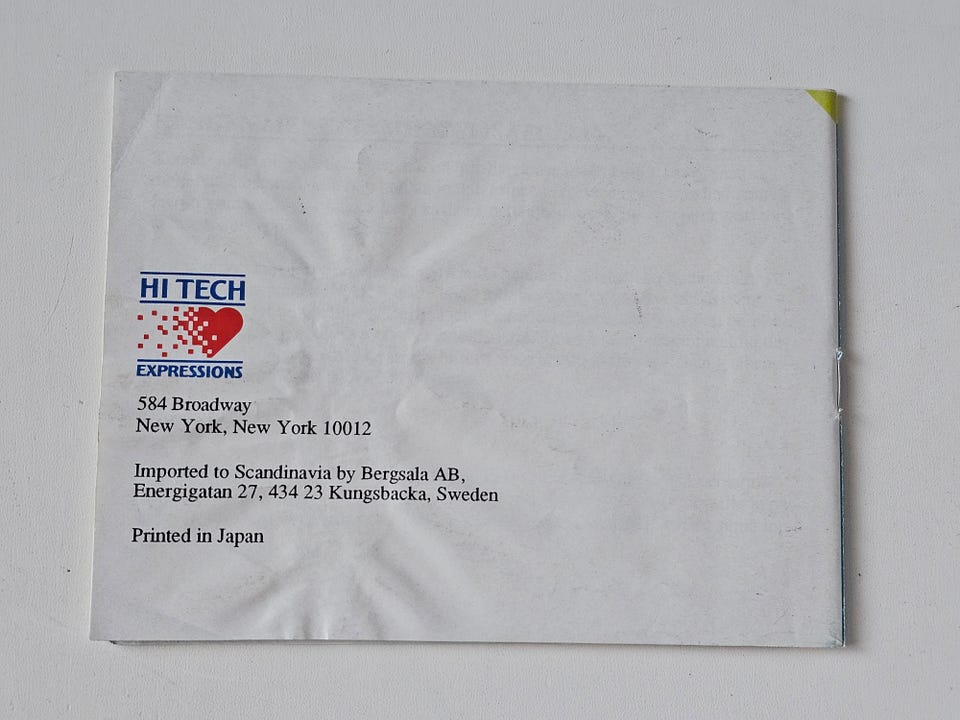 HI TECH
EXPRESSIONS
584 Broadway
New York, New York 10012
Imported to Scandinavia by Bergsala AB,
Energigatan 27, 434 23 Kungsbacka, Sweden
Printed in Japan